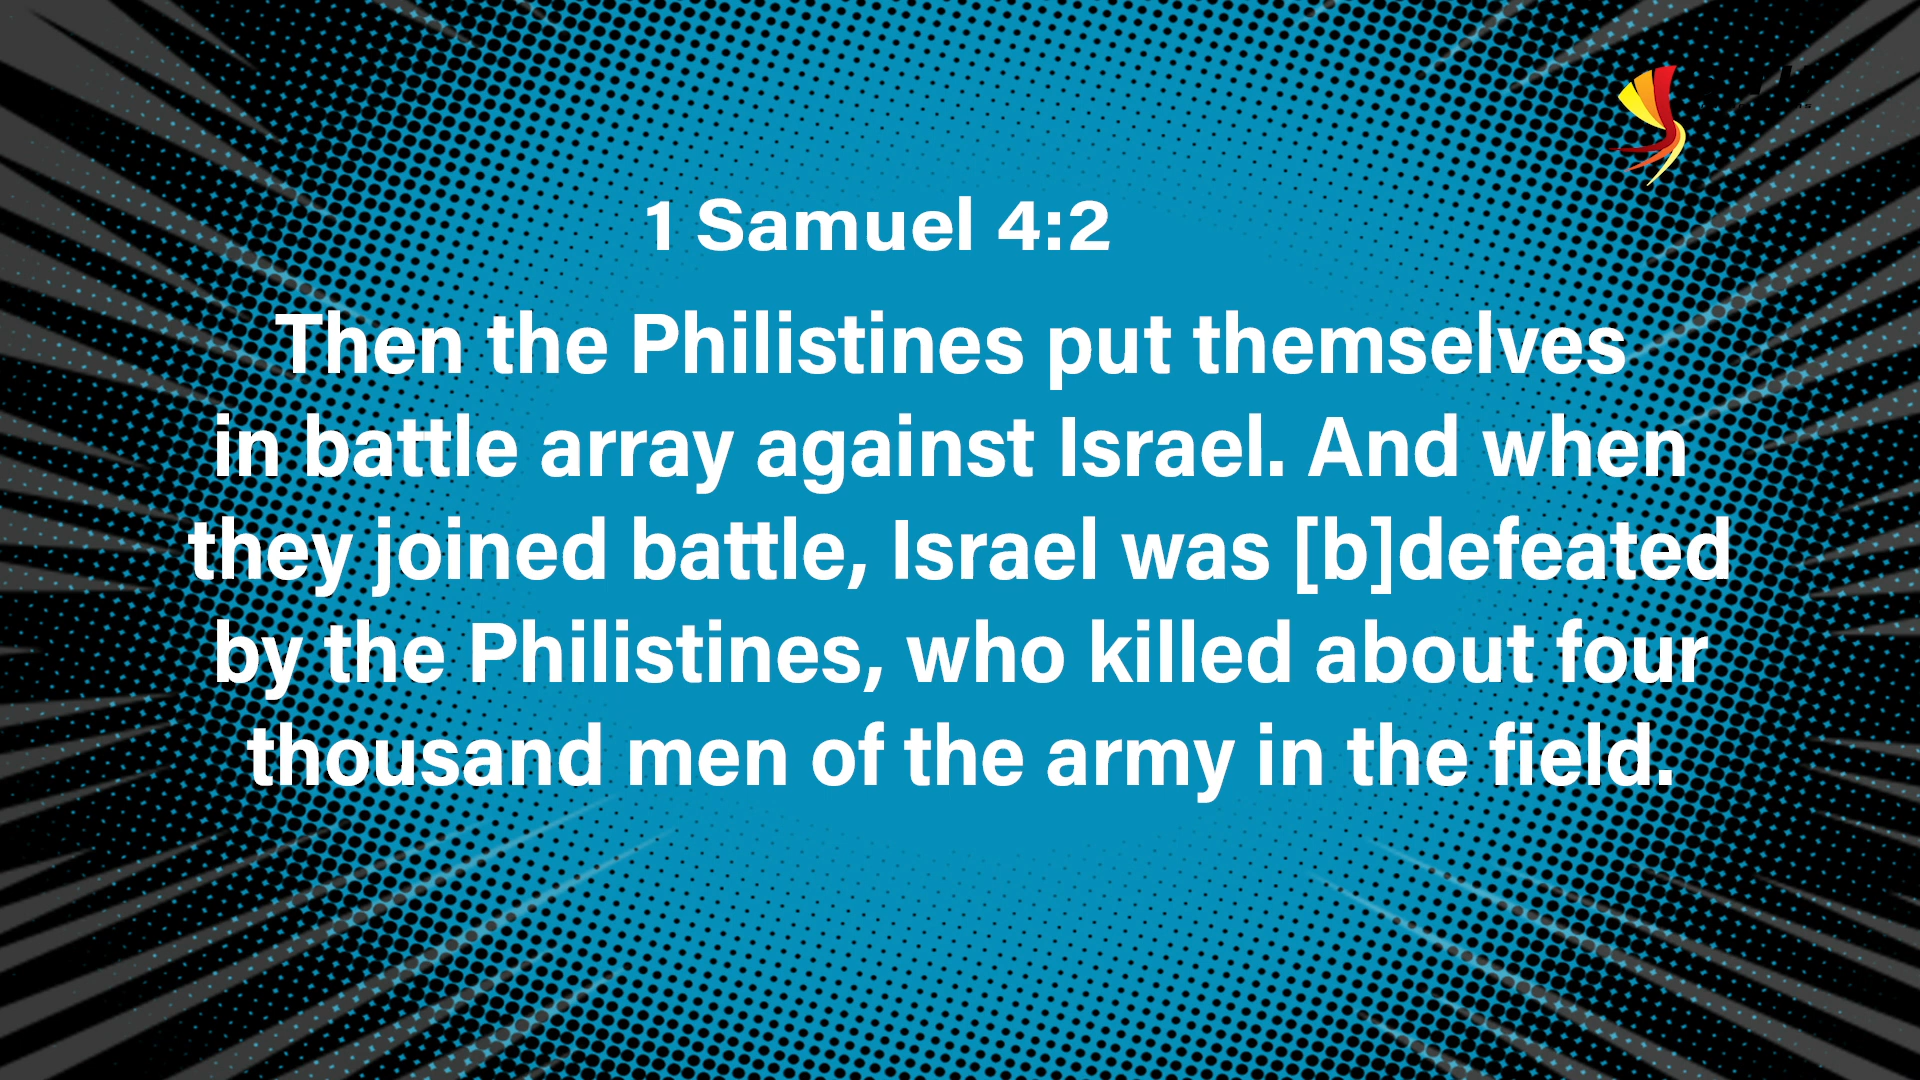 1 Samuel 4:2
Then the Philistines put themselves
in battle array against Israel. And when
they joined battle, Israel was [b]defeated
by the Philistines, who killed about four
thousand men of the army in the field.